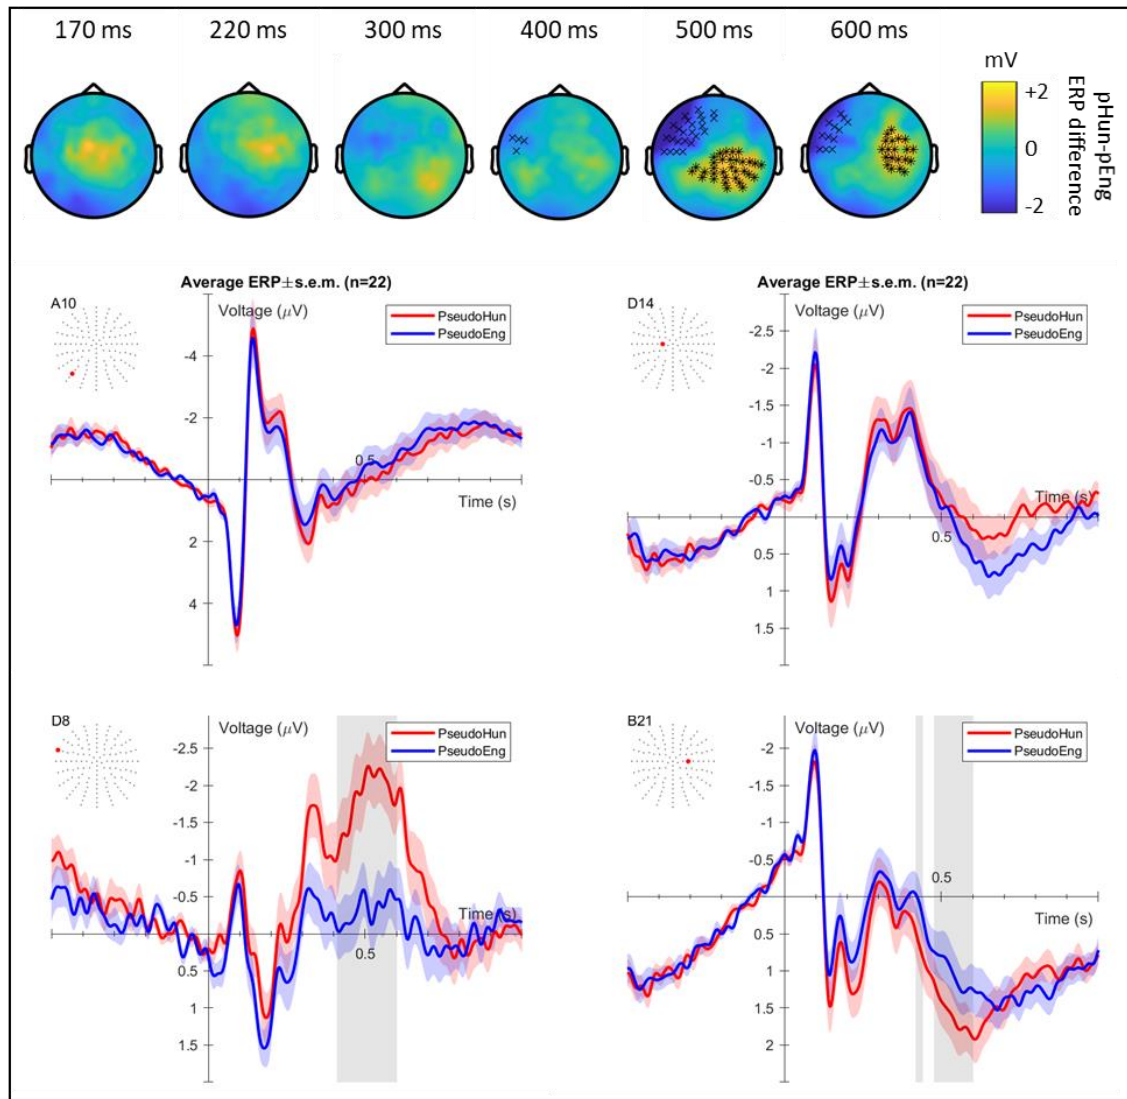 170 ms 220 ms 300 ms 400 ms 500 ms 600 ms
mV
+2
0
-2
pHun-pEng
ERP difference
Average ERP±s.e.m. (n=22)
A10
Voltage (μV)
PseudoHun
PseudoEng
-4
-2
0.5
Time (s)
2
4
Average ERP±s.e.m. (n=22)
D14
Voltage (μV)
PseudoHun
PseudoEng
-2.5
-2
-1.5
-1
-0.5
Time (s)
0.5
0.5
1
1.5
D8
Voltage (μV)
PseudoHun
PseudoEng
-2.5
-2
-1.5
-1
-0.5
Time (s)
0.5
0.5
1
1.5
B21
Voltage (μV)
PseudoHun
PseudoEng
-2
-1.5
-1
-0.5
0.5
Time (s)
0.5
1
1.5
2